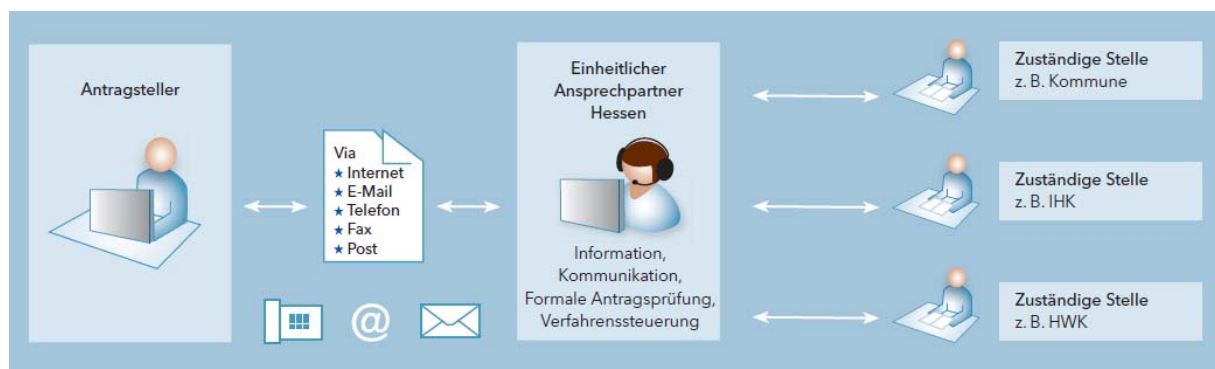 Antragsteller
Via
★ Internet
★ E-Mail
★ Telefon
★ Fax
★ Post
@
Einheitlicher
Ansprechpartner
Hessen
Information,
Kommunikation,
Formale Antragsprüfung,
Verfahrenssteuerung
Zuständige Stelle
z. B. Kommune
Zuständige Stelle
z. B. IHK
Zuständige Stelle
z. B. HWK